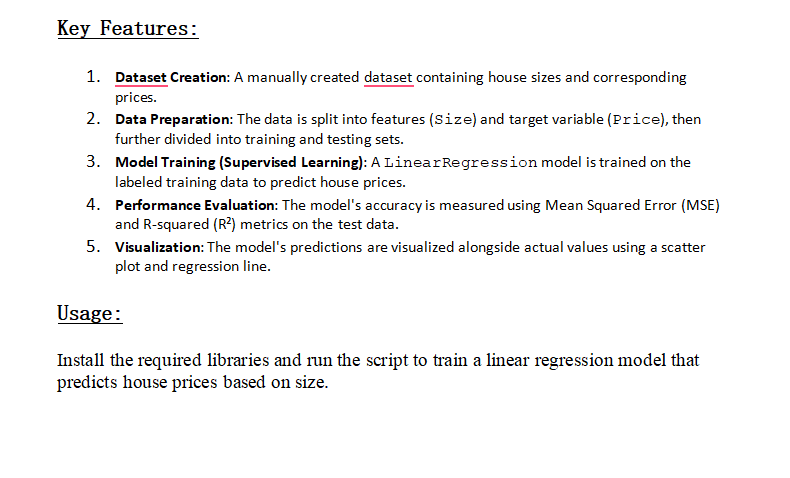 Key Features:
1. Dataset Creation: A manually created dataset containing house sizes and corresponding
prices.
2. Data Preparation: The data is split into features (Size) and target variable (Price), then
further divided into training and testing sets.
3. Model Training (Supervised Learning): A LinearRegression model is trained on the
labeled training data to predict house prices.
4. Performance Evaluation: The model's accuracy is measured using Mean Squared Error (MSE)
and R-squared (R²) metrics on the test data.
5. Visualization: The model's predictions are visualized alongside actual values using a scatter
plot and regression line.
Usage:
Install the required libraries and run the script to train a linear regression model that
predicts house prices based on size.